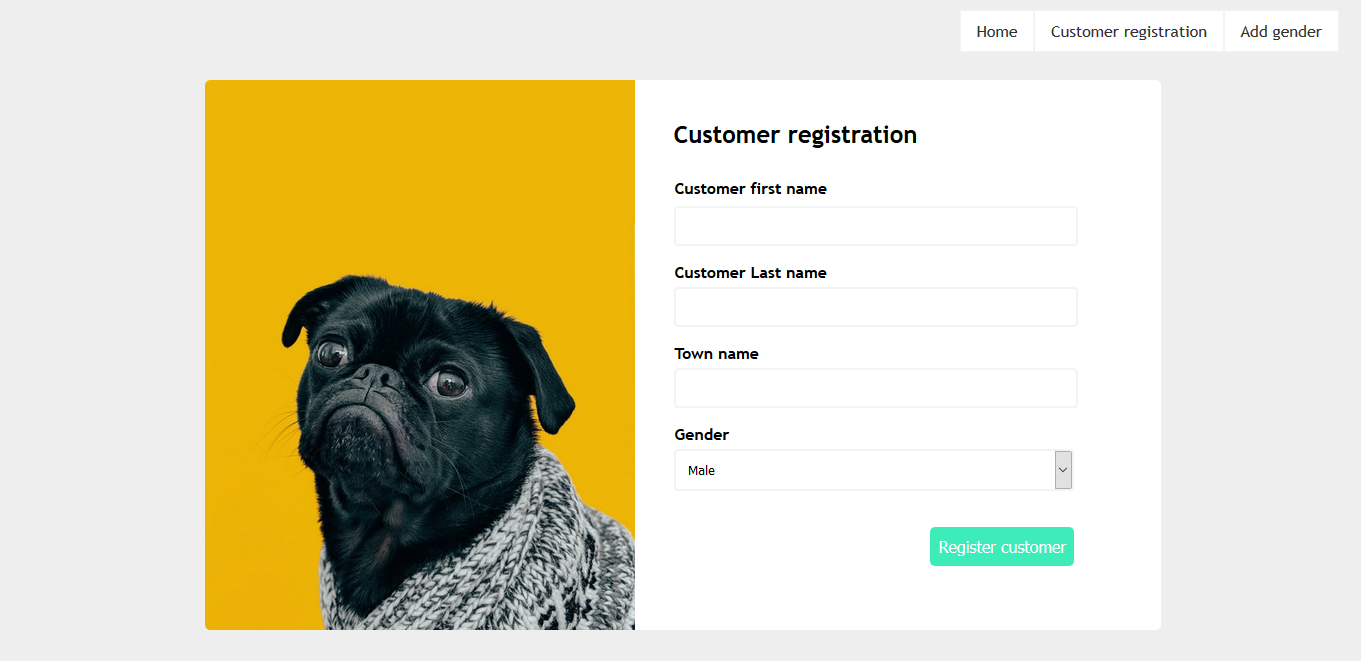 Home
Customer registration
Add gender
Customer registration
Customer first name
Customer Last name
Town name
Gender
Male
Register customer